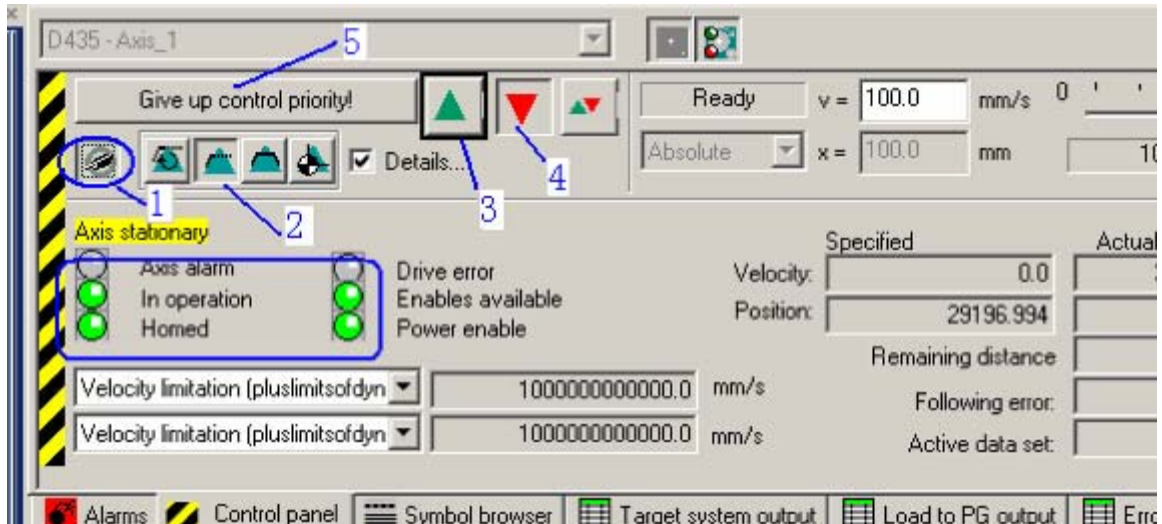 D435 - Axis_1
5
Give up control priority!
Ready
v =
100.0
mm/s
0
Details...
Absolute
x =
100.0
mm
10
1
2
3
4
Axis stationary
Axis alarm
Drive error
In operation
Enables available
Homed
Power enable
Specified
Actual
Velocity:
0.0
Position:
29196.994
Remaining distance
Following error:
Active data set:
Velocity limitation (pluslimitsofdyn
1000000000000.0
mm/s
Velocity limitation (pluslimitsofdyn
1000000000000.0
mm/s
Alarms
Control panel
Symbol browser
Target system output
Load to PG output
Erro